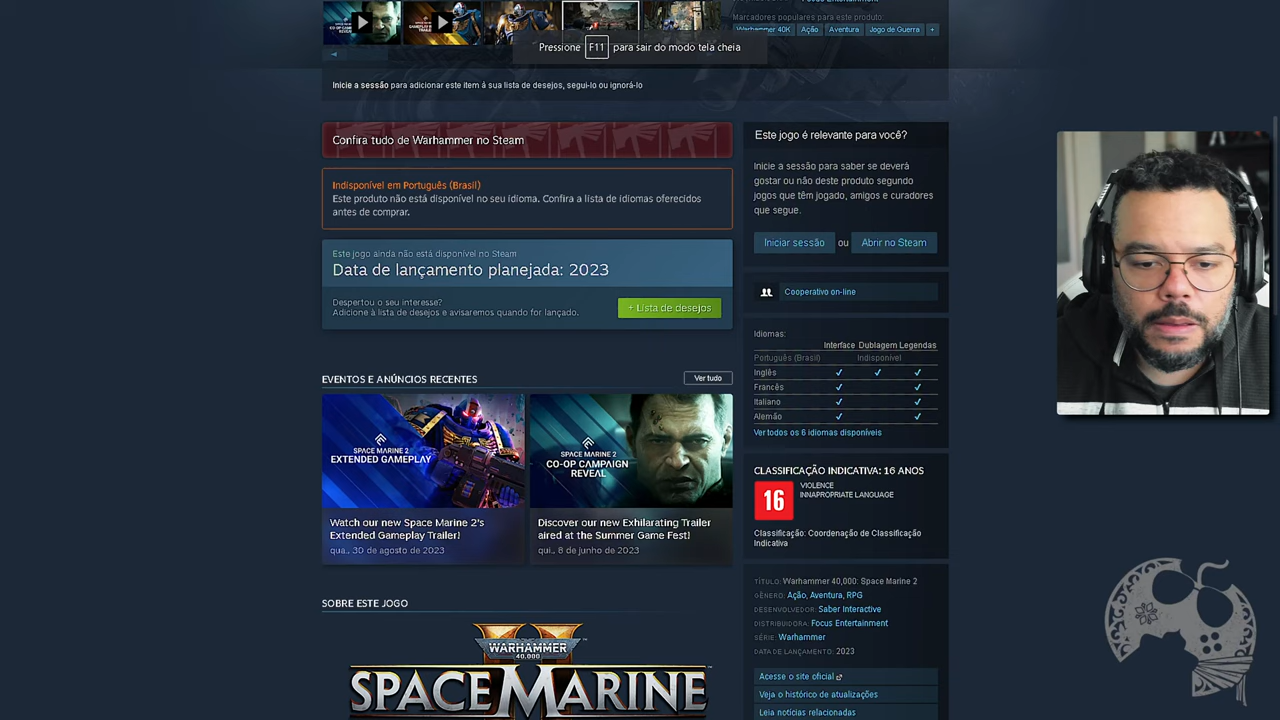 Focus Entertainment
Marcadores populares para este produto:
Warhammer 40K Ação Aventura Jogo de Guerra +
Pressione F11 para sair do modo tela cheia
Inicie a sessão para adicionar este item à sua lista de desejos, segui-lo ou ignorá-lo
Confira tudo de Warhammer no Steam
Indisponível em Português (Brasil)
Este produto não está disponível no seu idioma. Confira a lista de idiomas oferecidos
antes de comprar.
Este jogo ainda não está disponível no Steam
Data de lançamento planejada: 2023
Despertou o seu interesse?
Adicione à lista de desejos e avisaremos quando for lançado.
+ Lista de desejos
EVENTOS E ANÚNCIOS RECENTES
Ver tudo
SPACE MARINE 2
EXTENDED GAMEPLAY
Watch our new Space Marine 2's
Extended Gameplay Trailer!
qua., 30 de agosto de 2023
SPACE MARINE 2
CO-OP CAMPAIGN
REVEAL
Discover our new Exhilarating Trailer
aired at the Summer Game Fest!
qui., 8 de junho de 2023
SOBRE ESTE JOGO
WARHAMMER
40,000
SPACE MARINE
Este jogo é relevante para você?
Inicie a sessão para saber se deverá
gostar ou não deste produto segundo
jogos que têm jogado, amigos e curadores
que segue.
Iniciar sessão ou Abrir no Steam
Cooperativo on-line
Idiomas:
Interface Dublagem Legendas
Português (Brasil) Indisponível
Inglês ✓ ✓ ✓
Francês ✓ ✓
Italiano ✓ ✓
Alemão ✓ ✓
Ver todos os 6 idiomas disponíveis
CLASSIFICAÇÃO INDICATIVA: 16 ANOS
16
VIOLENCE
INNAPROPRIATE LANGUAGE
Classificação: Coordenação de Classificação
Indicativa
TÍTULO: Warhammer 40,000: Space Marine 2
GÊNERO: Ação, Aventura, RPG
DESENVOLVEDOR: Saber Interactive
DISTRIBUIDORA: Focus Entertainment
SÉRIE: Warhammer
DATA DE LANÇAMENTO: 2023
Acesse o site oficial
Veja o histórico de atualizações
Leia notícias relacionadas